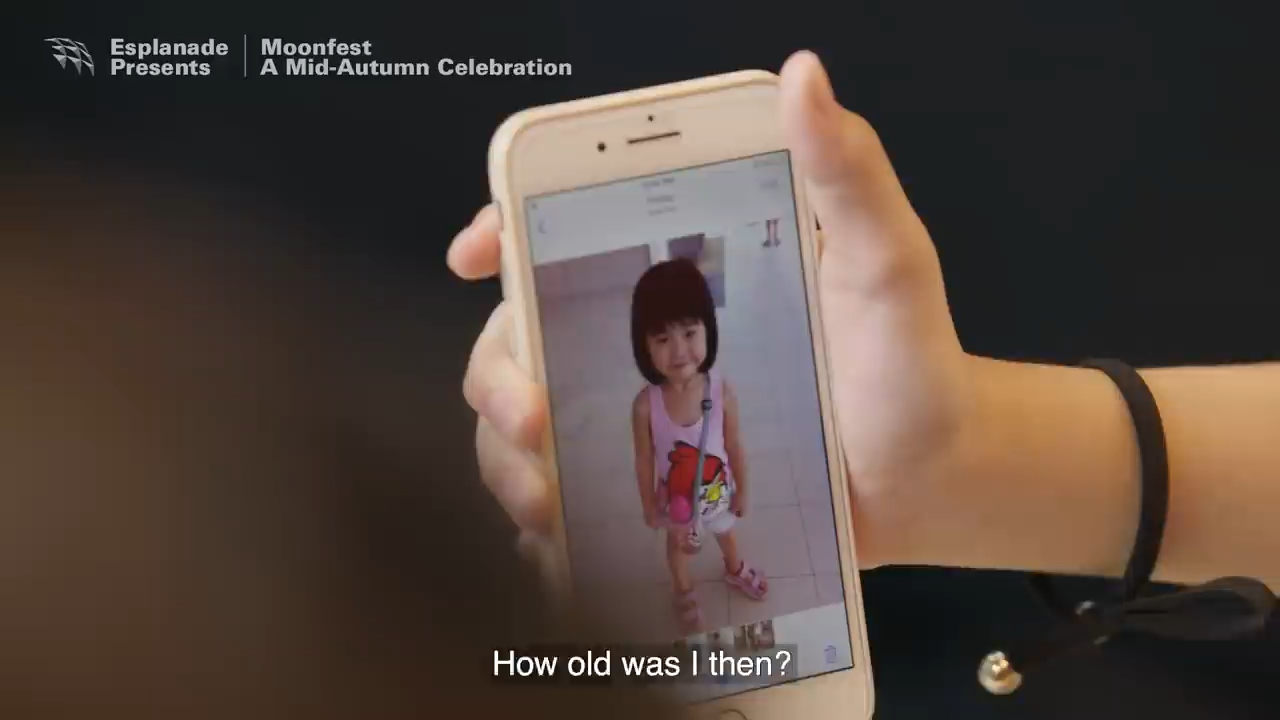 Esplanade
Presents
Moonfest
A Mid-Autumn Celebration
How old was I then?